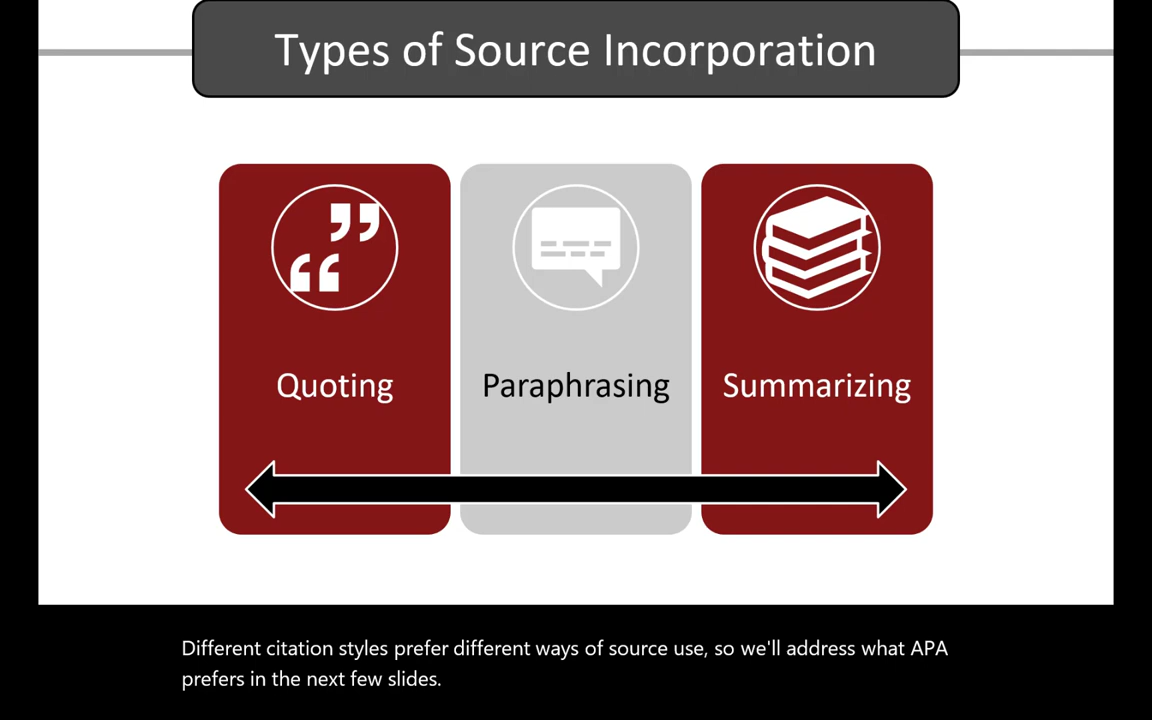 Types of Source Incorporation
Quoting
Paraphrasing
Summarizing
Different citation styles prefer different ways of source use, so we'll address what APA
prefers in the next few slides.